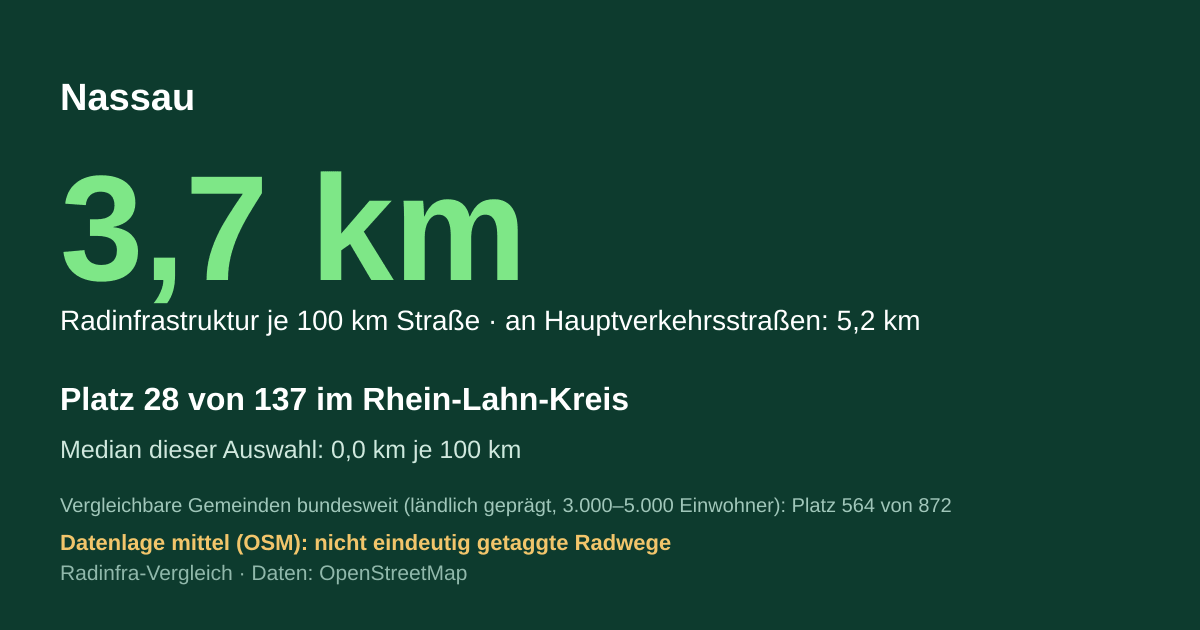 Nassau
3,7 km
Radinfrastruktur je 100 km Straße · an Hauptverkehrsstraßen: 5,2 km
Platz 28 von 137 im Rhein-Lahn-Kreis
Median dieser Auswahl: 0,0 km je 100 km
Vergleichbare Gemeinden bundesweit (ländlich geprägt, 3.000–5.000 Einwohner): Platz 564 von 872
Datenlage mittel (OSM): nicht eindeutig getaggte Radwege
Radinfra-Vergleich · Daten: OpenStreetMap